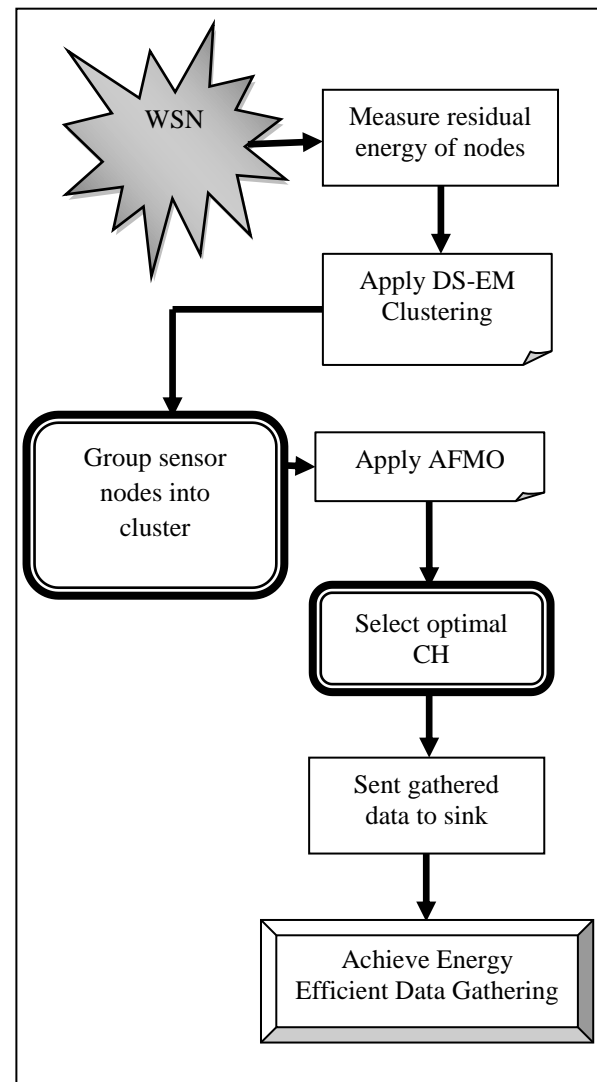 WSN
Measure residual
energy of nodes
Apply DS-EM
Clustering
Group sensor
nodes into
cluster
Apply AFMO
Select optimal
CH
Sent gathered
data to sink
Achieve Energy
Efficient Data Gathering